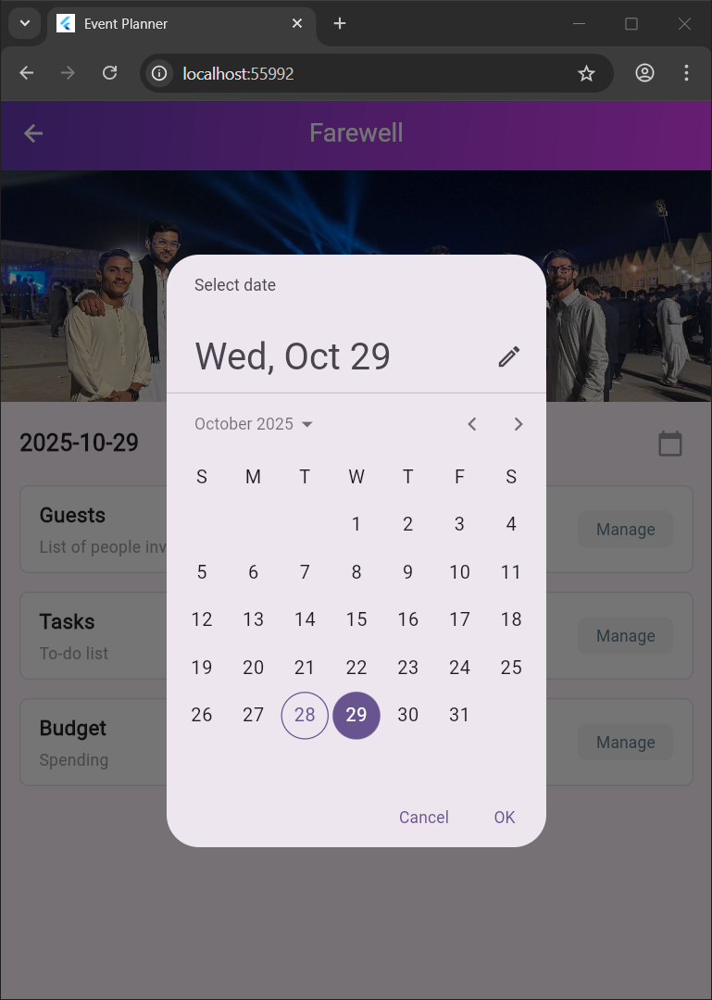 Event Planner
localhost:55992
Farewell
Select date
Wed, Oct 29
October 2025
S M T W T F S
1 2 3 4
5 6 7 8 9 10 11
12 13 14 15 16 17 18
19 20 21 22 23 24 25
26 27 28 29 30 31
Cancel OK
2025-10-29
Guests
List of people inv
Manage
Tasks
To-do list
Manage
Budget
Spending
Manage